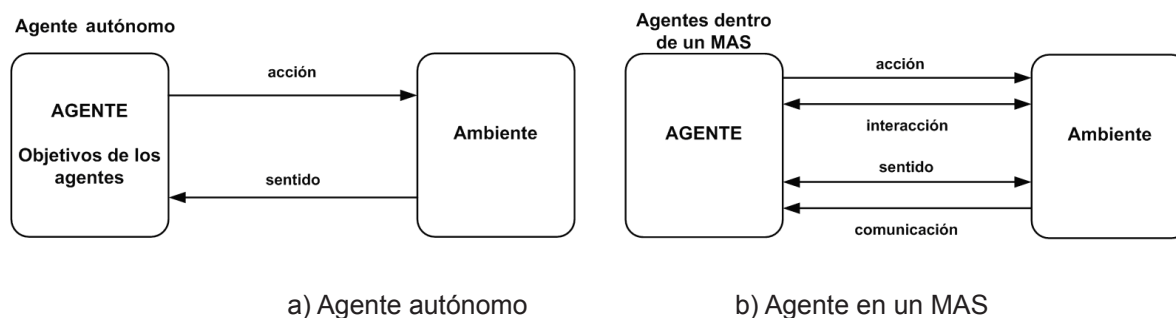 Agente autónomo
AGENTE
Objetivos de los
agentes
acción
sentido
Ambiente
Agentes dentro
de un MAS
AGENTE
acción
interacción
sentido
comunicación
Ambiente
a) Agente autónomo
b) Agente en un MAS